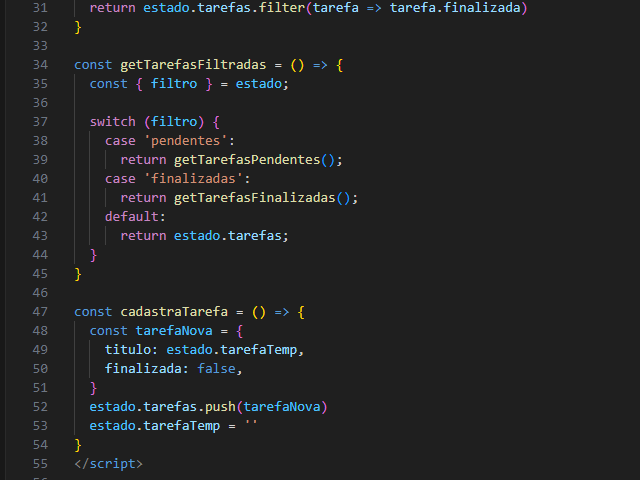 31 return estado.tarefas.filter(tarefa => tarefa.finalizada)
32 }
33
34 const getTarefasFiltradas = () => {
35 const { filtro } = estado;
36
37 switch (filtro) {
38 case 'pendentes':
39 return getTarefasPendentes();
40 case 'finalizadas':
41 return getTarefasFinalizadas();
42 default:
43 return estado.tarefas;
44 }
45 }
46
47 const cadastraTarefa = () => {
48 const tarefaNova = {
49 titulo: estado.tarefaTemp,
50 finalizada: false,
51 }
52 estado.tarefas.push(tarefaNova)
53 estado.tarefaTemp = ''
54 }
55 </script>